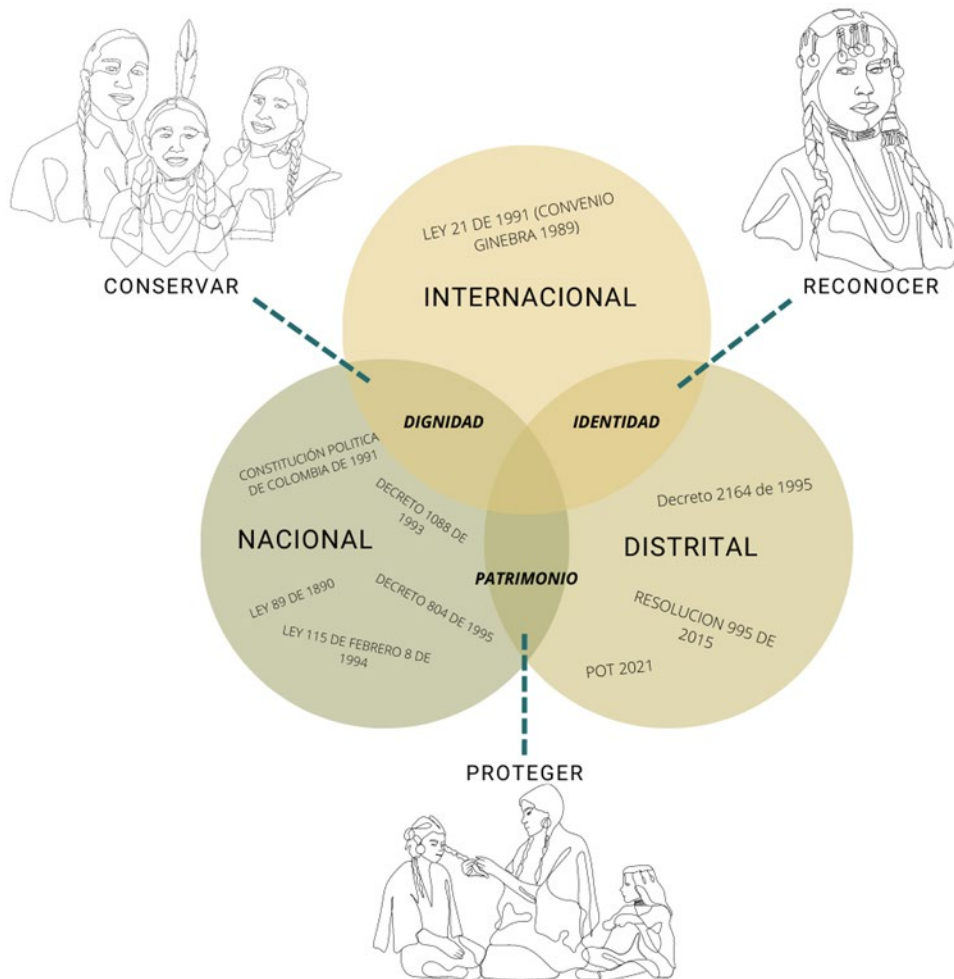 CONSERVAR
RECONOCER
LEY 21 DE 1991 (CONVENIO
GINEBRA 1989)
INTERNACIONAL
DIGNIDAD
IDENTIDAD
CONSTITUCIÓN POLITICA
DE COLOMBIA DE 1991
DECRETO 1088 DE
1993
NACIONAL
LEY 89 DE 1890
DECRETO 804 DE 1995
LEY 115 DE FEBRERO 8 DE
1994
PATRIMONIO
Decreto 2164 de 1995
DISTRITAL
RESOLUCION 995 DE
2015
POT 2021
PROTEGER